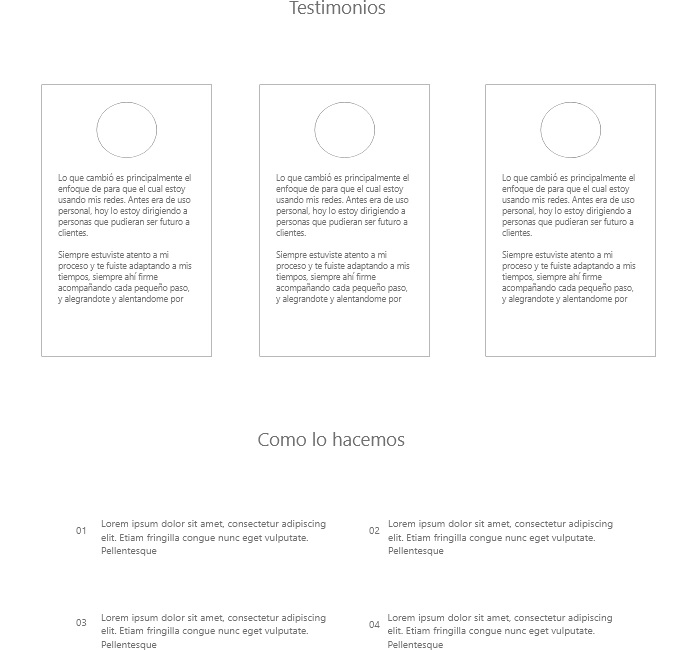 Testimonios
Lo que cambió es principalmente el
enfoque de para que el cual estoy
usando mis redes. Antes era de uso
personal, hoy lo estoy dirigiendo a
personas que pudieran ser futuro a
clientes.
Siempre estuviste atento a mi
proceso y te fuiste adaptando a mis
tiempos, siempre ahí firme
acompañando cada pequeño paso,
y alegrandote y alentandome por
Lo que cambió es principalmente el
enfoque de para que el cual estoy
usando mis redes. Antes era de uso
personal, hoy lo estoy dirigiendo a
personas que pudieran ser futuro a
clientes.
Siempre estuviste atento a mi
proceso y te fuiste adaptando a mis
tiempos, siempre ahí firme
acompañando cada pequeño paso,
y alegrandote y alentandome por
Lo que cambió es principalmente el
enfoque de para que el cual estoy
usando mis redes. Antes era de uso
personal, hoy lo estoy dirigiendo a
personas que pudieran ser futuro a
clientes.
Siempre estuviste atento a mi
proceso y te fuiste adaptando a mis
tiempos, siempre ahí firme
acompañando cada pequeño paso,
y alegrandote y alentandome por
Como lo hacemos
01
Lorem ipsum dolor sit amet, consectetur adipiscing
elit. Etiam fringilla congue nunc eget vulputate.
Pellentesque
02
Lorem ipsum dolor sit amet, consectetur adipiscing
elit. Etiam fringilla congue nunc eget vulputate.
Pellentesque
03
Lorem ipsum dolor sit amet, consectetur adipiscing
elit. Etiam fringilla congue nunc eget vulputate.
Pellentesque
04
Lorem ipsum dolor sit amet, consectetur adipiscing
elit. Etiam fringilla congue nunc eget vulputate.
Pellentesque